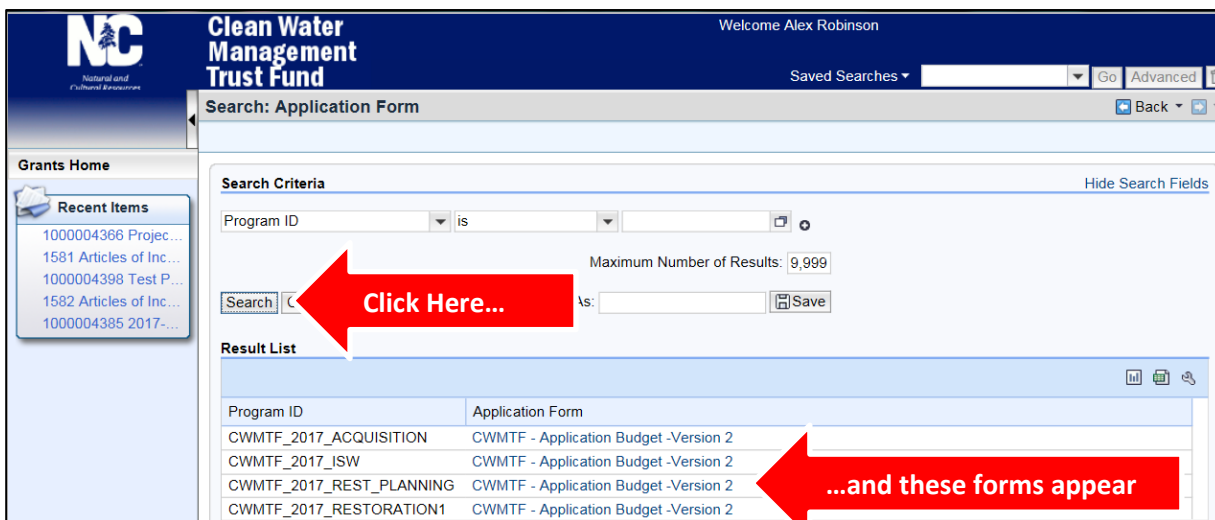 NC
Natural and
Cultural Resources
Clean Water
Management
Trust Fund
Welcome Alex Robinson
Saved Searches
Go
Advanced
Search: Application Form
Back
Grants Home
Recent Items
1000004366 Projec...
1581 Articles of Inc...
1000004398 Test P...
1582 Articles of Inc...
1000004385 2017-...
Search Criteria
Hide Search Fields
Program ID is
Maximum Number of Results: 9,999
Search
Click Here...
As:
Save
Result List
Program ID Application Form
CWMTF_2017_ACQUISITION CWMTF - Application Budget -Version 2
CWMTF_2017_ISW CWMTF - Application Budget -Version 2
CWMTF_2017_REST_PLANNING CWMTF - Application Budget -Version 2
...and these forms appear
CWMTF_2017_RESTORATION1 CWMTF - Application Budget -Version 2